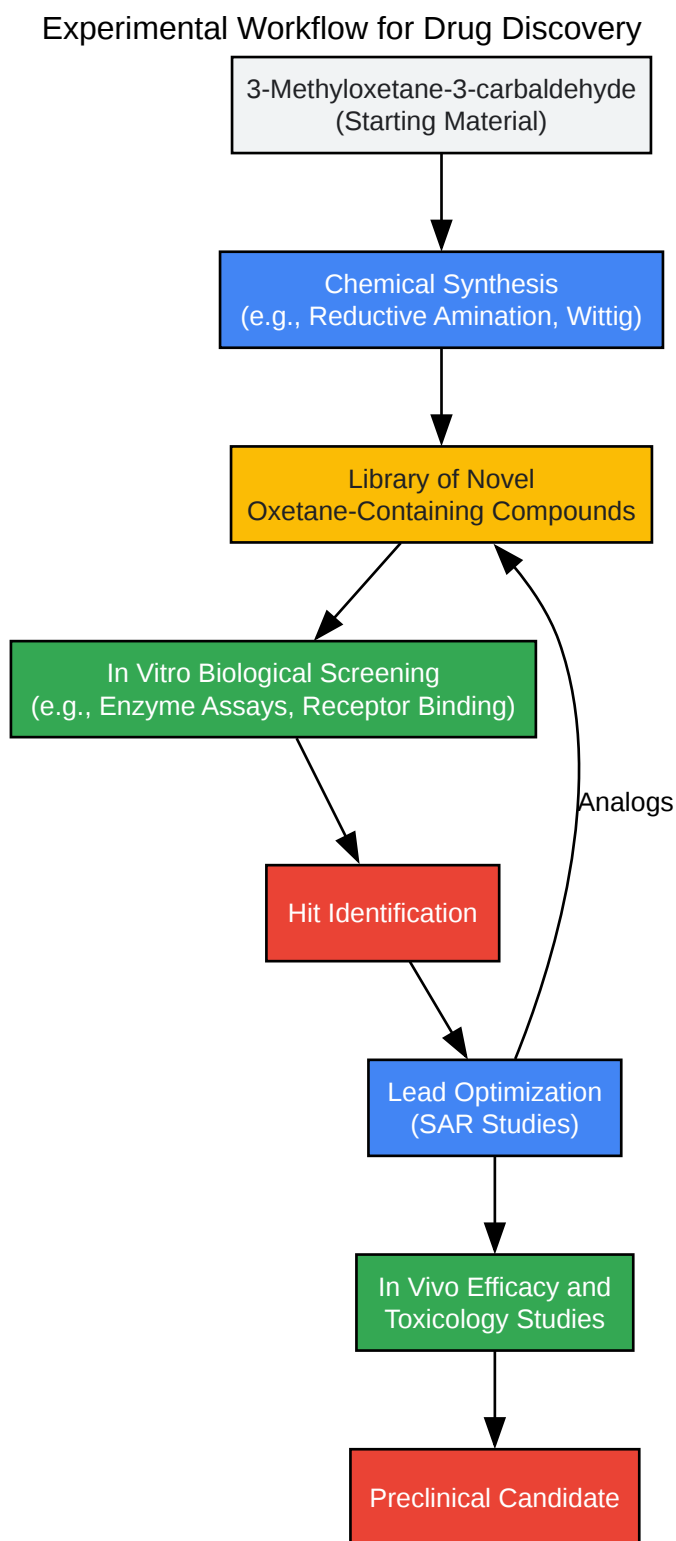 Experimental Workflow for Drug Discovery
3-Methyloxetane-3-carbaldehyde
(Starting Material)
Chemical Synthesis
(e.g., Reductive Amination, Wittig)
Library of Novel
Oxetane-Containing Compounds
In Vitro Biological Screening
(e.g., Enzyme Assays, Receptor Binding)
Analogs
Hit Identification
Lead Optimization
(SAR Studies)
In Vivo Efficacy and
Toxicology Studies
Preclinical Candidate